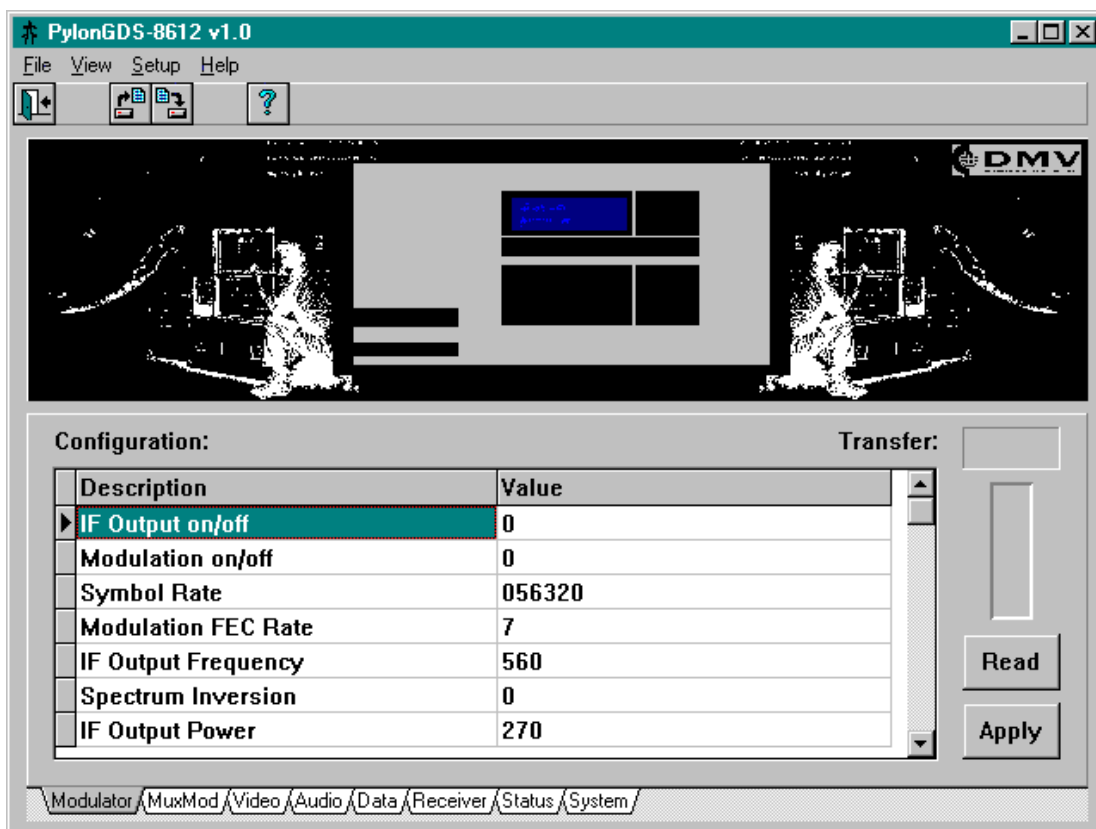 PylonGDS-8612 v1.0
File View Setup Help
DMV
Configuration:
Transfer:
Description Value
IF Output on/off 0
Modulation on/off 0
Symbol Rate 056320
Modulation FEC Rate 7
IF Output Frequency 560
Spectrum Inversion 0
IF Output Power 270
Read
Apply
Modulator MuxMod Video Audio Data Receiver Status System